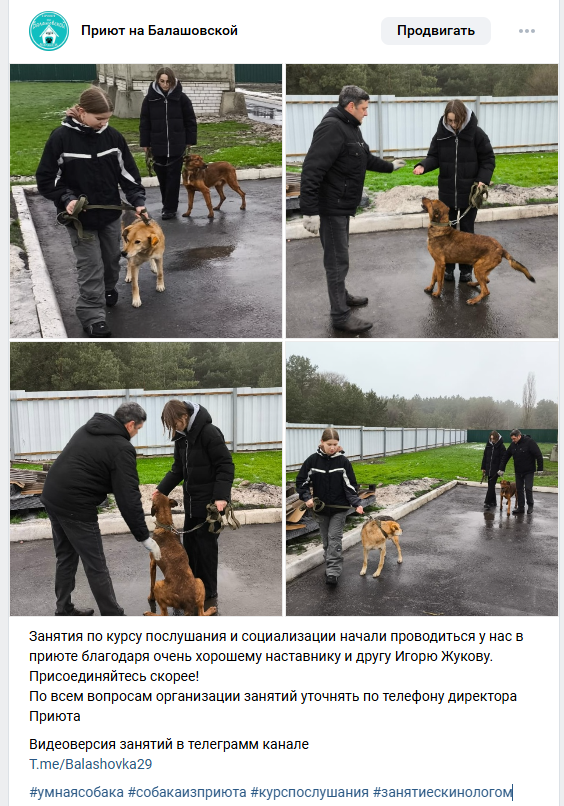 Приют на Балашовской
Продвигать
Занятия по курсу послушания и социализации начали проводиться у нас в
приюте благодаря очень хорошему наставнику и другу Игорю Жукову.
Присоединяйтесь скорее!
По всем вопросам организации занятий уточнять по телефону директора
Приюта
Видеоверсия занятий в телеграмм канале
T.me/Balashovka29
#умнаясобака #собакаизприюта #курспослушания #занятиескинологом